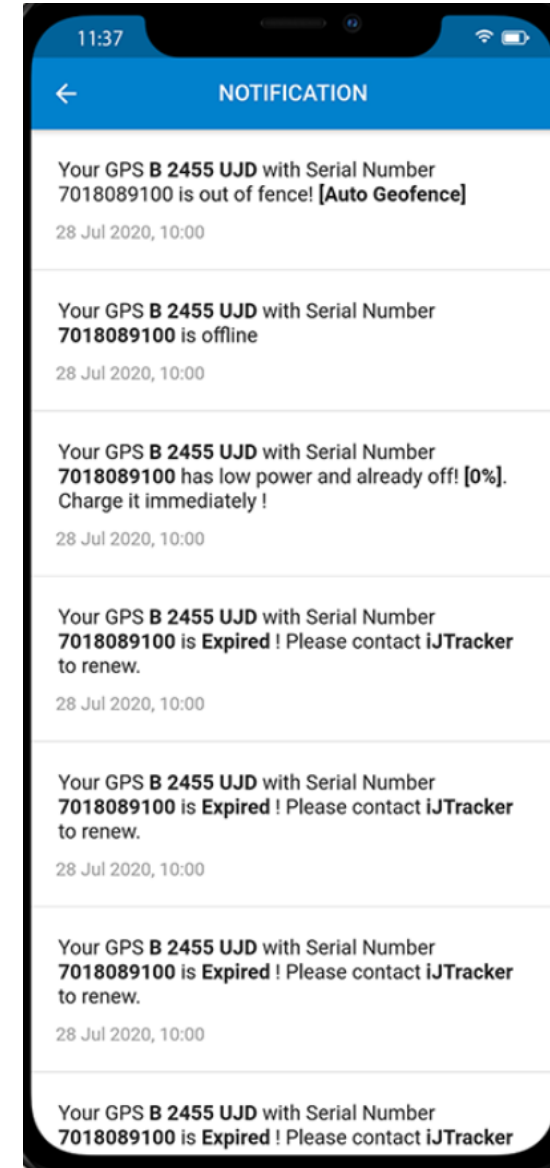 11:37
NOTIFICATION
Your GPS B 2455 UJD with Serial Number
7018089100 is out of fence! [Auto Geofence]
28 Jul 2020, 10:00
Your GPS B 2455 UJD with Serial Number
7018089100 is offline
28 Jul 2020, 10:00
Your GPS B 2455 UJD with Serial Number
7018089100 has low power and already off! [0%].
Charge it immediately !
28 Jul 2020, 10:00
Your GPS B 2455 UJD with Serial Number
7018089100 is Expired ! Please contact iJTracker
to renew.
28 Jul 2020, 10:00
Your GPS B 2455 UJD with Serial Number
7018089100 is Expired ! Please contact iJTracker
to renew.
28 Jul 2020, 10:00
Your GPS B 2455 UJD with Serial Number
7018089100 is Expired ! Please contact iJTracker
to renew.
28 Jul 2020, 10:00
Your GPS B 2455 UJD with Serial Number
7018089100 is Expired ! Please contact iJTracker